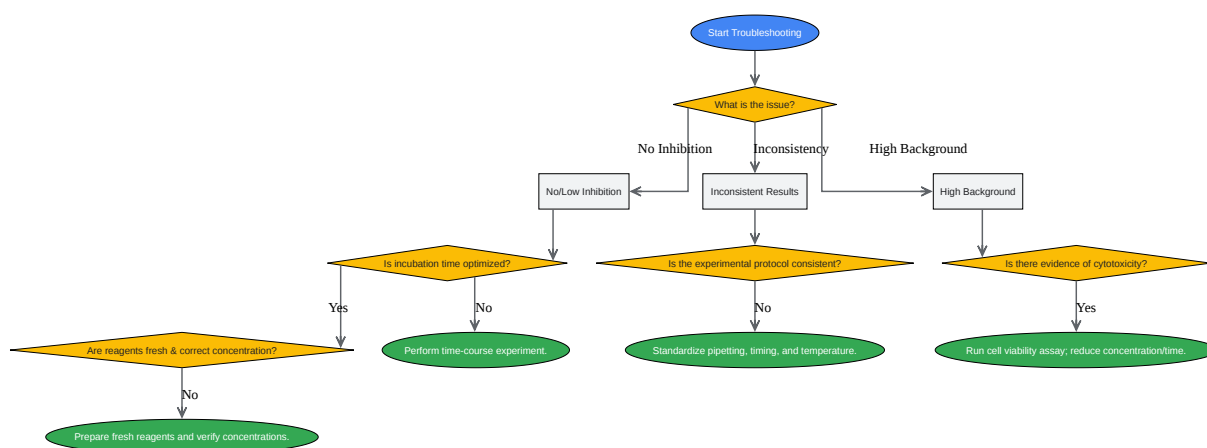 Start Troubleshooting
What is the issue?
No Inhibition
Inconsistency
High Background
No/Low Inhibition
Inconsistent Results
High Background
Is incubation time optimized?
Is the experimental protocol consistent?
Is there evidence of cytotoxicity?
Yes
No
No
Yes
Are reagents fresh & correct concentration?
Perform time-course experiment.
Standardize pipetting, timing, and temperature.
Run cell viability assay; reduce concentration/time.
No
Prepare fresh reagents and verify concentrations.